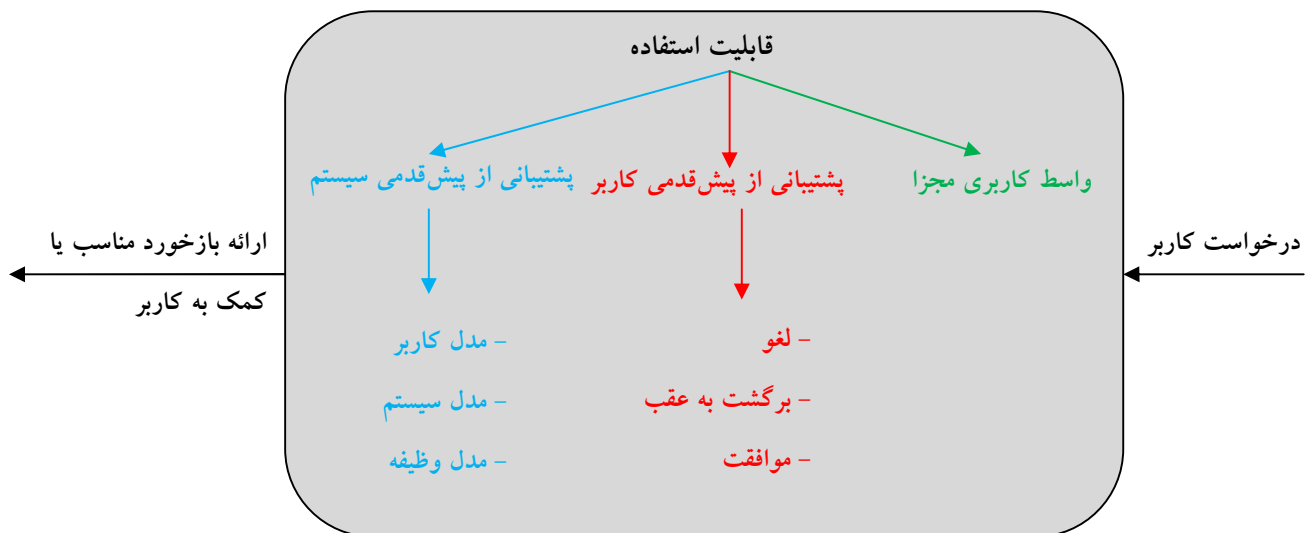 قابلیت استفاده
واسط کاربری مجزا
پشتیبانی از پیش‌قدمی کاربر
پشتیبانی از پیش‌قدمی سیستم
درخواست کاربر
ارائه بازخورد مناسب یا
کمک به کاربر
– لغو
– برگشت به عقب
– موافقت
– مدل کاربر
– مدل سیستم
– مدل وظیفه